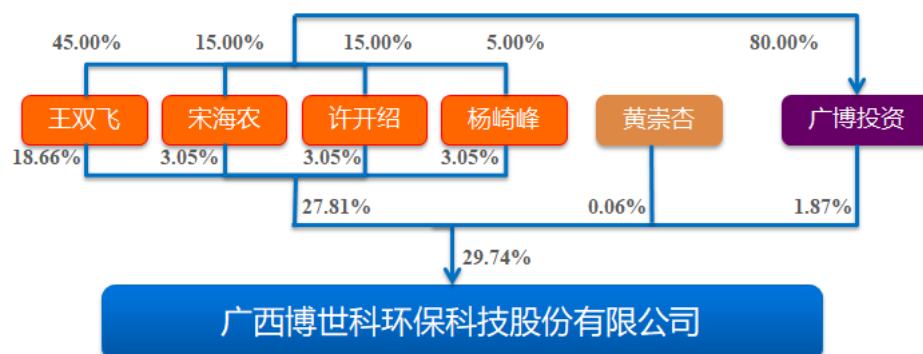 45.00% 15.00% 15.00% 5.00% 80.00%
王双飞 宋海农 许开绍 杨崎峰 黄崇杏 广博投资
18.66% 3.05% 3.05% 3.05%
27.81% 0.06% 1.87%
29.74%
广西博世科环保科技股份有限公司